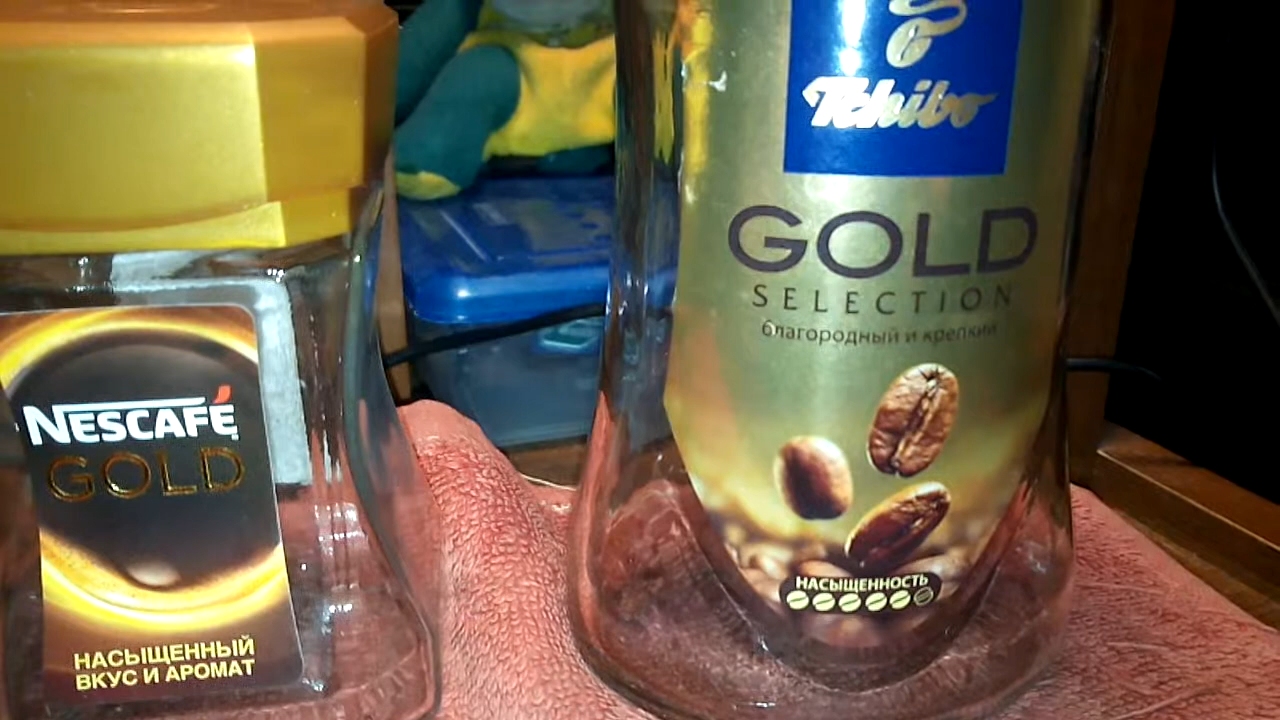 NESCAFÉ
GOLD
НАСЫЩЕННЫЙ
ВКУС И АРОМАТ
Tchibo
GOLD
SELECTION
благородный и крепкий
НАСЫЩЕННОСТЬ